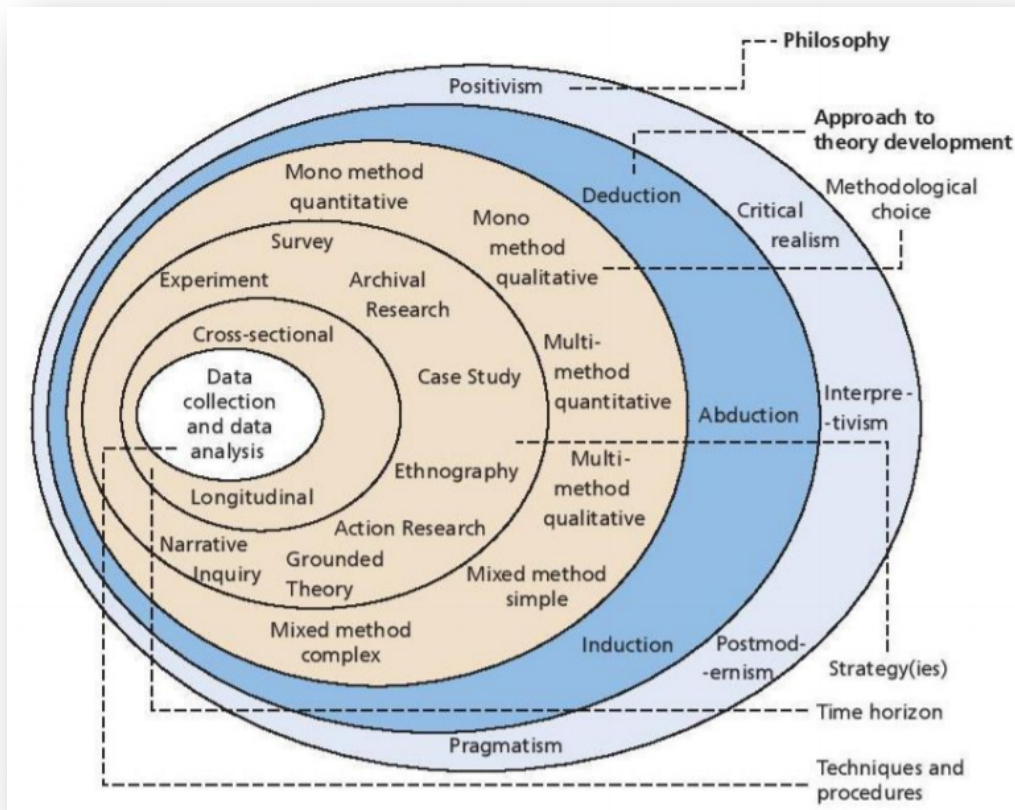 Philosophy
Positivism
Approach to
theory development
Mono method
quantitative
Deduction
Methodological
choice
Mono
method
qualitative
Critical
realism
Survey
Experiment
Archival
Research
Cross-sectional
Multi-
method
quantitative
Data
collection
and data
analysis
Case Study
Abduction
Interpre-
-tivism
Ethnography
Multi-
method
qualitative
Longitudinal
Action Research
Narrative
Inquiry
Grounded
Theory
Mixed method
simple
Mixed method
complex
Induction
Postmod-
-ernism
Strategy(ies)
Time horizon
Pragmatism
Techniques and
procedures